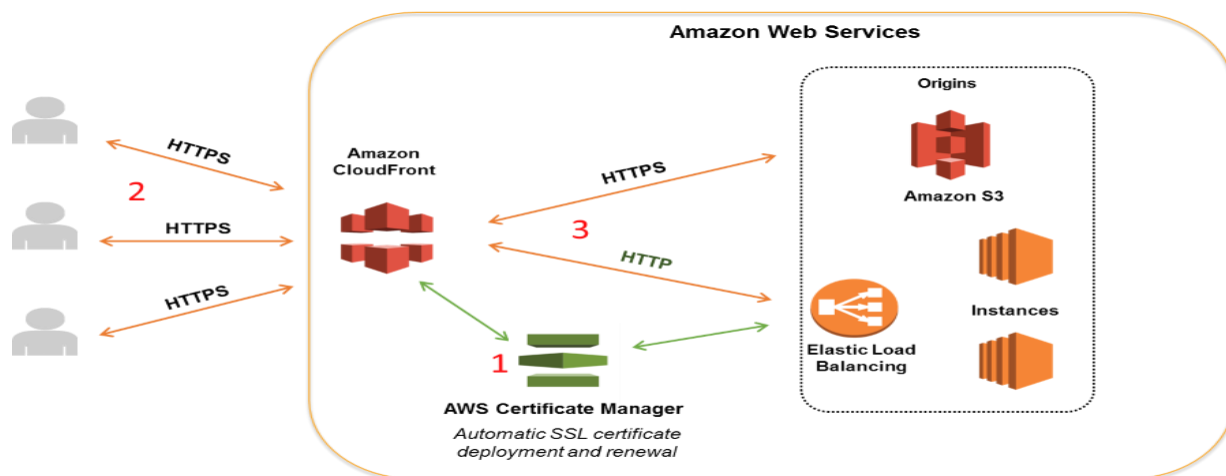 Amazon Web Services
Origins
Amazon S3
Instances
Elastic Load
Balancing
Amazon
CloudFront
HTTPS
2
HTTPS
HTTPS
HTTPS
3
HTTP
1
AWS Certificate Manager
Automatic SSL certificate
deployment and renewal